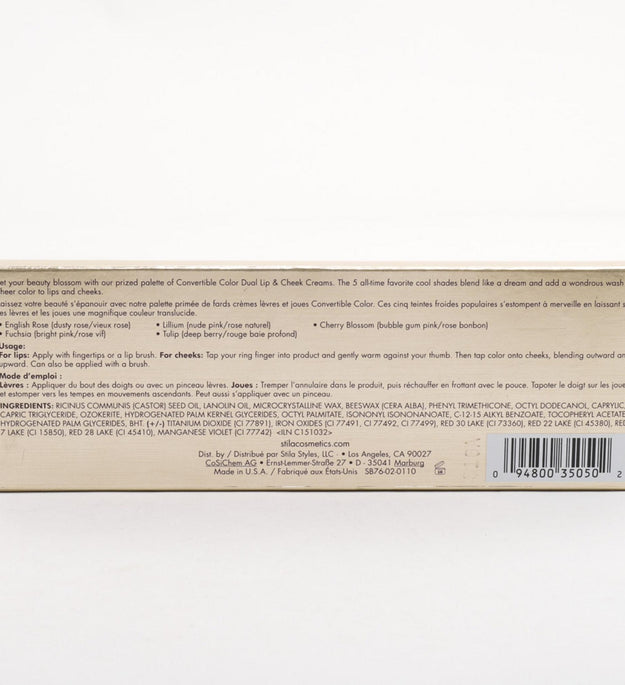 et your beauty blossom with our prized palette of Convertible Color Dual Lip & Cheek Creams. The 5 all-time favorite cool shades blend like a dream and add a wondrous wash
heer color to lips and cheeks.
aissez votre beauté s'épanouir avec notre palette primée de fards crèmes lèvres et joues Convertible Color. Ces cinq teintes froides populaires s'estompent à merveille en laissant s
es lèvres et les joues une magnifique couleur translucide.
• English Rose (dusty rose/vieux rose) • Lillium (nude pink/rose naturel) • Cherry Blossom (bubble gum pink/rose bonbon)
• Fuchsia (bright pink/rose vif) • Tulip (deep berry/rouge baie profond)
Usage:
For lips: Apply with fingertips or a lip brush. For cheeks: Tap your ring finger into product and gently warm against your thumb. Then tap color onto cheeks, blending outward an
upward. Can also be applied with a brush.
Mode d'emploi :
Lèvres : Appliquer du bout des doigts ou avec un pinceau lèvres. Joues : Tremper l'annulaire dans le produit, puis réchauffer en frottant avec le pouce. Tapoter le doigt sur les joue
et estomper vers les tempes en mouvements ascendants. Peut aussi s'appliquer avec un pinceau.
INGREDIENTS: RICINUS COMMUNIS (CASTOR) SEED OIL, LANOLIN OIL, MICROCRYSTALLINE WAX, BEESWAX (CERA ALBA), PHENYL TRIMETHICONE, OCTYL DODECANOL, CAPRYLIC
CAPRIC TRIGLYCERIDE, OZOKERITE, HYDROGENATED PALM KERNEL GLYCERIDES, OCTYL PALMITATE, ISONONYL ISONONANOATE, C-12-15 ALKYL BENZOATE, TOCOPHERYL ACETATE
HYDROGENATED PALM GLYCERIDES, BHT. (+/-) TITANIUM DIOXIDE (CI 77891), IRON OXIDES (CI 77491, CI 77492, CI 77499), RED 30 LAKE (CI 73360), RED 22 LAKE (CI 45380), RED
7 LAKE (CI 15850), RED 28 LAKE (CI 45410), MANGANESE VIOLET (CI 77742) <ILN C151032>
stilacosmetics.com
Dist. by / Distribué par Stila Styles, LLC • Los Angeles, CA 90027
CoSiChem AG • Ernst-Lemmer-Straße 27 • D - 35041 Marburg
Made in U.S.A. / Fabriqué aux États-Unis SB76-02-0110
0 94800 35050 2